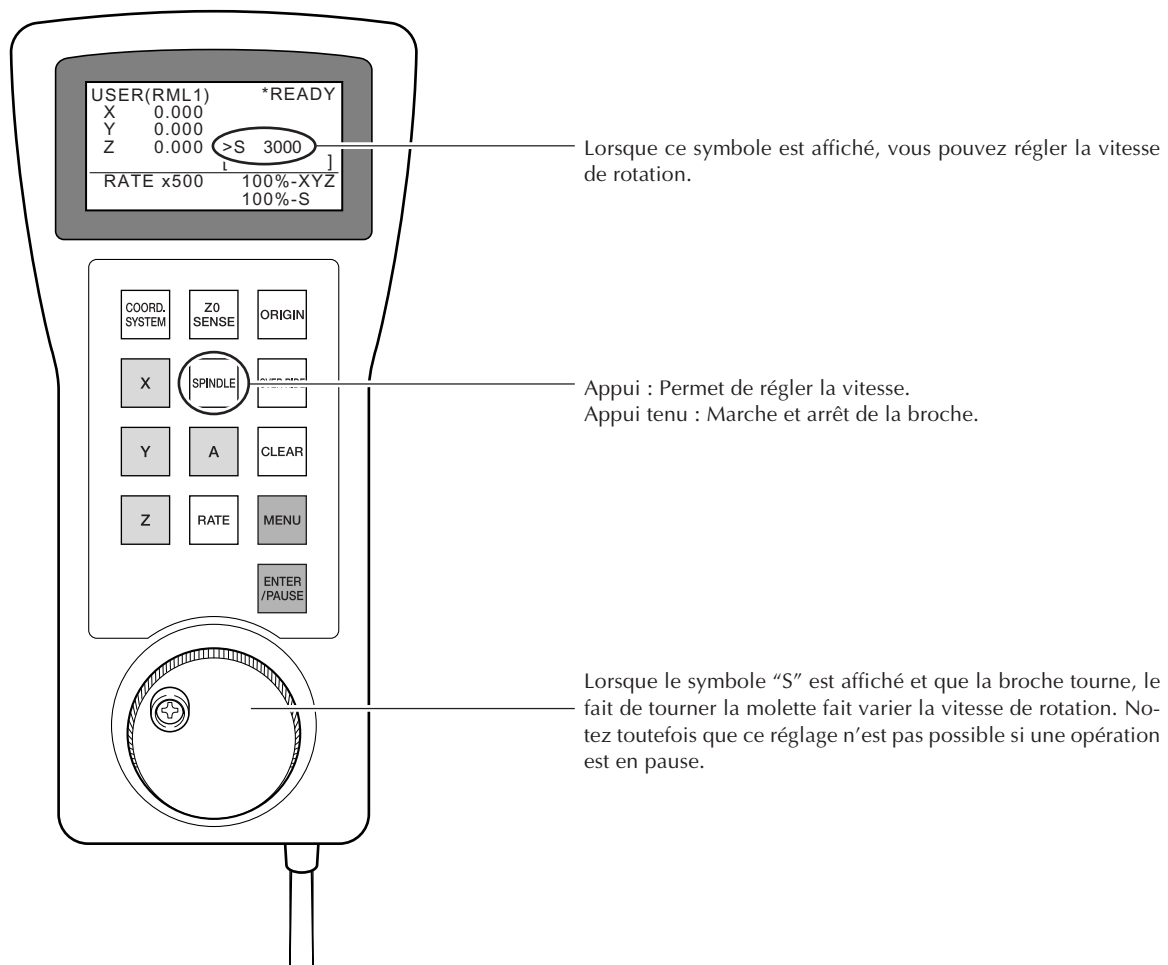 USER(RML1) *READY
X 0.000
Y 0.000
Z 0.000 >S 3000
[ ]
RATE x500 100%-XYZ
100%-S
Lorsque ce symbole est affiché, vous pouvez régler la vitesse
de rotation.
COORD.
SYSTEM
Z0
SENSE
ORIGIN
X
SPINDLE
OVER RIDE
Appui : Permet de régler la vitesse.
Appui tenu : Marche et arrêt de la broche.
Y
A
CLEAR
Z
RATE
MENU
ENTER
/PAUSE
Lorsque le symbole “S” est affiché et que la broche tourne, le
fait de tourner la molette fait varier la vitesse de rotation. No-
tez toutefois que ce réglage n’est pas possible si une opération
est en pause.